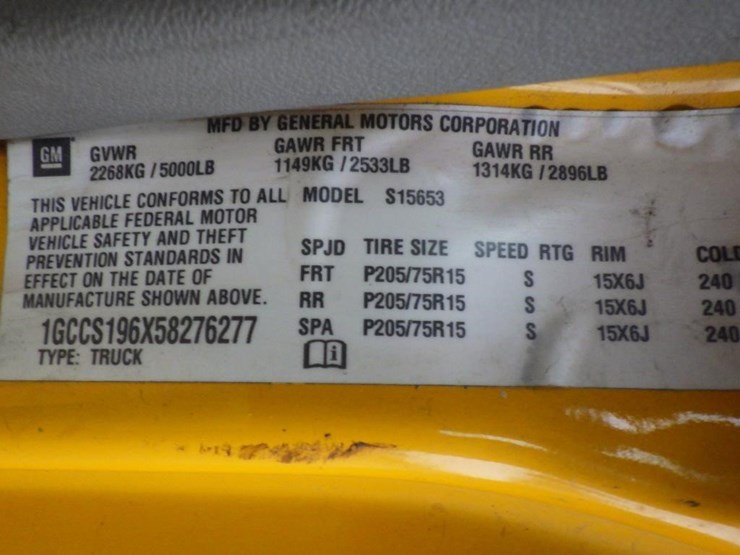 MFD BY GENERAL MOTORS CORPORATION
GM GVWR GAWR FRT GAWR RR
2268KG / 5000LB 1149KG / 2533LB 1314KG / 2896LB
THIS VEHICLE CONFORMS TO ALL
APPLICABLE FEDERAL MOTOR
VEHICLE SAFETY AND THEFT
PREVENTION STANDARDS IN
EFFECT ON THE DATE OF
MANUFACTURE SHOWN ABOVE.
1GCCS196X58276277
TYPE: TRUCK
MODEL S15653
SPJD TIRE SIZE SPEED RTG RIM COLD
FRT P205/75R15 S 15X6J 240
RR P205/75R15 S 15X6J 240
SPA P205/75R15 S 15X6J 240
i